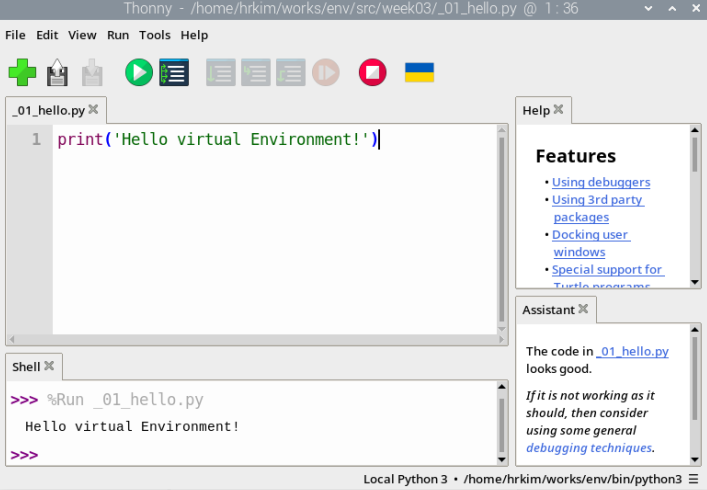 Thonny - /home/hrkim/works/env/src/week03/_01_hello.py @ 1 : 36
File Edit View Run Tools Help
_01_hello.py
1 print('Hello virtual Environment!')
Shell
>>> %Run _01_hello.py
Hello virtual Environment!
>>>
Help
Features
• Using debuggers
• Using 3rd party
packages
• Docking user
windows
• Special support for
Turtle programs
Assistant
The code in _01_hello.py
looks good.
If it is not working as it
should, then consider
using some general
debugging techniques.
Local Python 3 • /home/hrkim/works/env/bin/python3 ☰